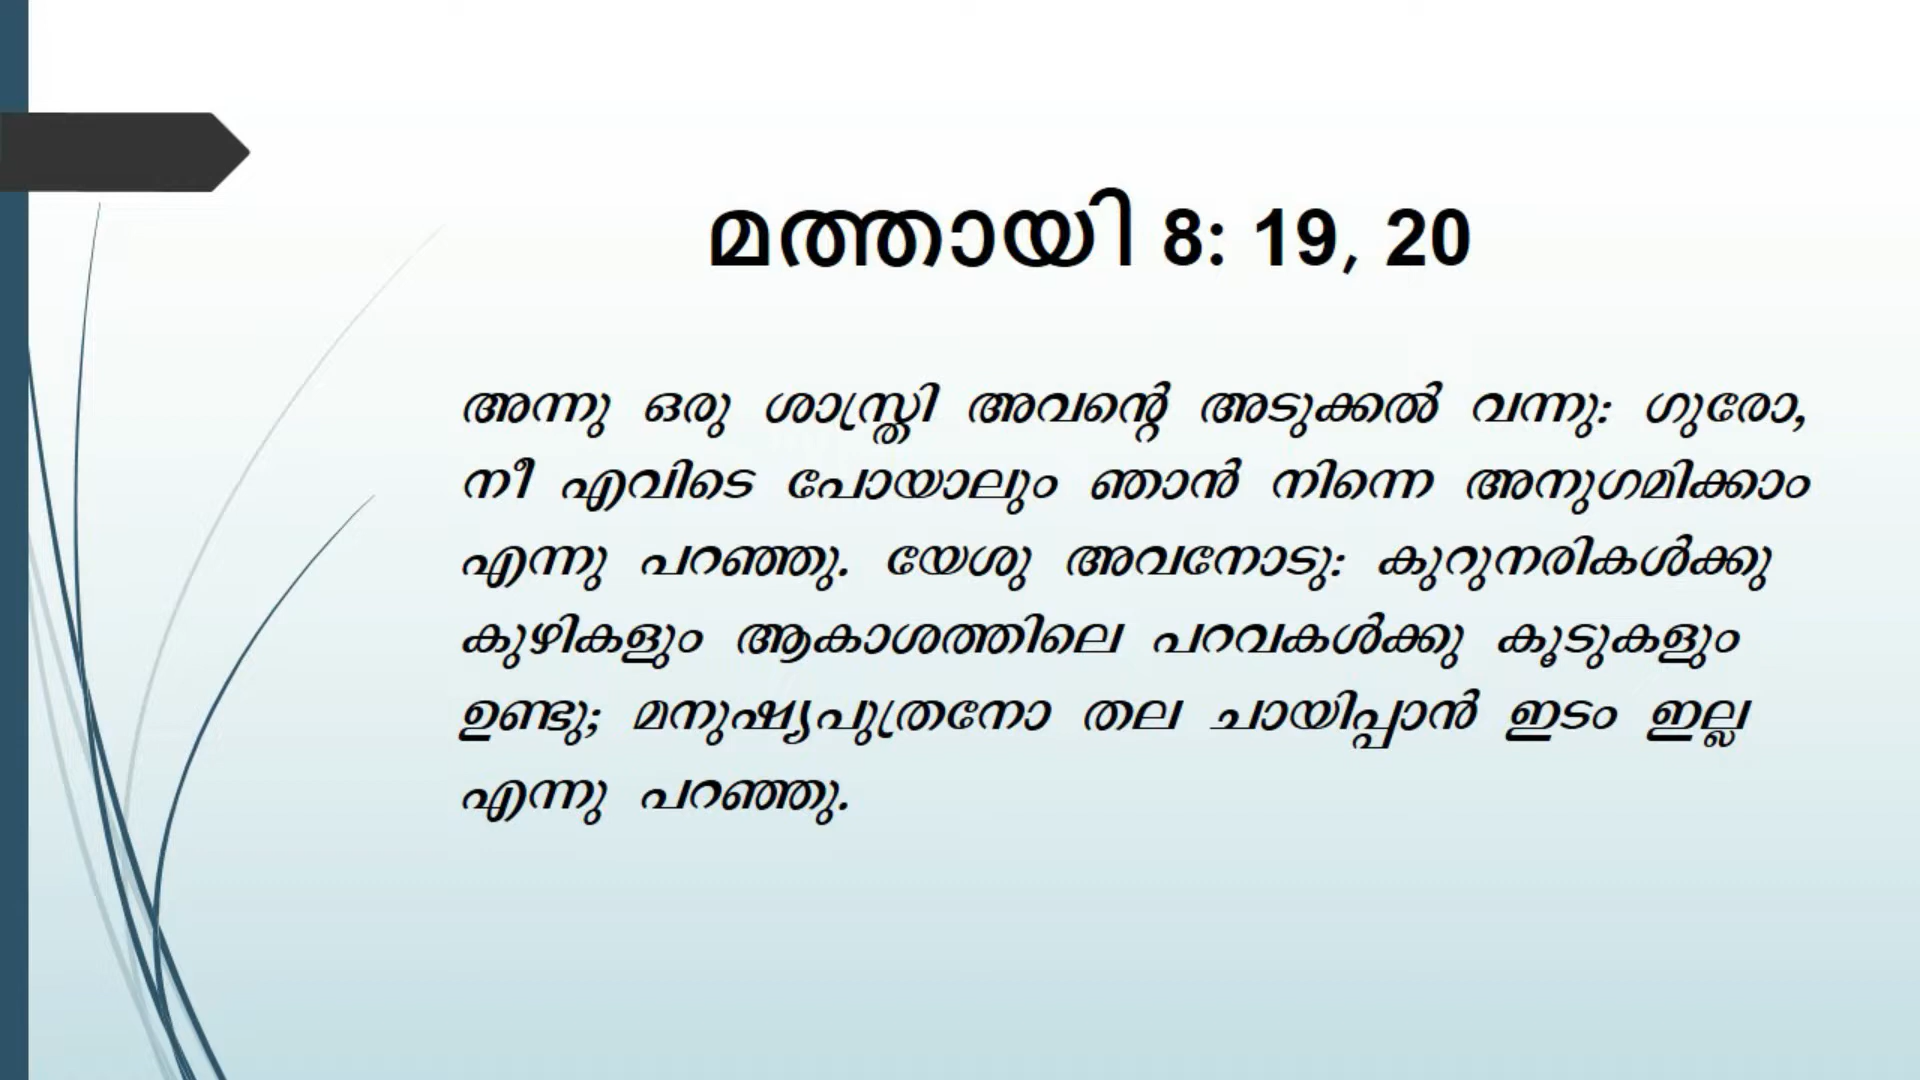 മത്തായി 8: 19, 20
അന്നു ഒരു ശാസ്ത്രി അവന്റെ അടുക്കൽ വന്നു: ഗുരോ,
നീ എവിടെ പോയാലും ഞാൻ നിന്നെ അനുഗമിക്കാം
എന്നു പറഞ്ഞു. യേശു അവനോടു: കുറുനരികൾക്കു
കുഴികളും ആകാശത്തിലെ പറവകൾക്കു കൂടുകളും
ഉണ്ടു; മനുഷ്യപുത്രനോ തല ചായിപ്പാൻ ഇടം ഇല്ല
എന്നു പറഞ്ഞു.